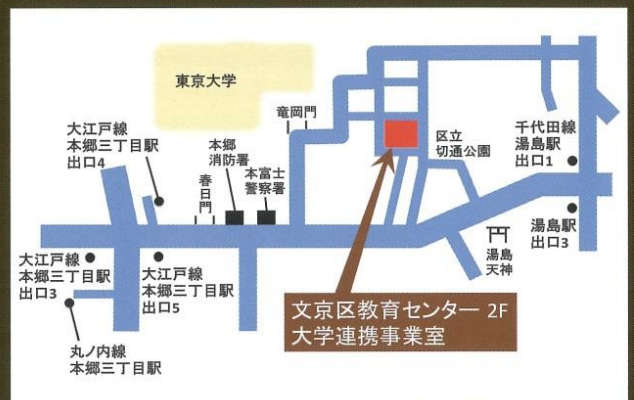 東京大学
竜岡門
大江戸線
本郷三丁目駅
出口4
本郷
消防署
本富士
警察署
春日
門
区立
切通公園
千代田線
湯島駅
出口1
湯島駅
出口3
湯島
天神
大江戸線
本郷三丁目駅
出口3
大江戸線
本郷三丁目駅
出口5
丸ノ内線
本郷三丁目駅
文京区教育センター 2F
大学連携事業室